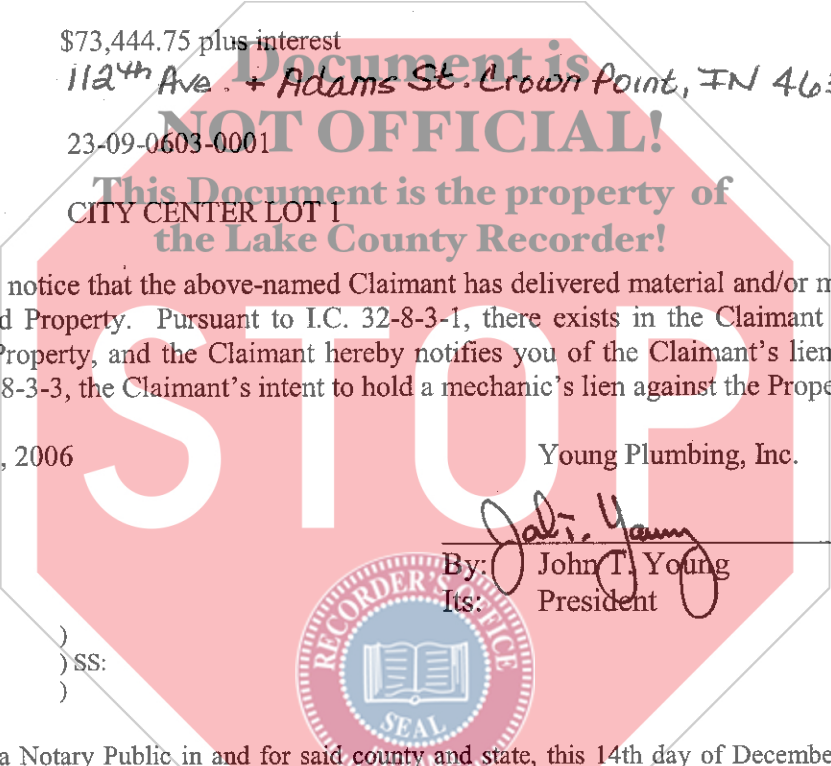 $73,444.75 plus interest
Document is
112th Ave. + Adams St. Crown Point, IN 463
NOT OFFICIAL!
23-09-0603-0001
This Document is the property of
CITY CENTER LOT 1
the Lake County Recorder!
notice that the above-named Claimant has delivered material and/or m
d Property. Pursuant to I.C. 32-8-3-1, there exists in the Claimant
Property, and the Claimant hereby notifies you of the Claimant's lien
8-3-3, the Claimant's intent to hold a mechanic's lien against the Prope
STOP
, 2006 Young Plumbing, Inc.
John T. Young
By: John T. Young
Its: President
RECORDER'S OFFICE
SEAL
)
) SS:
)
a Notary Public in and for said county and state, this 14th day of Decembe